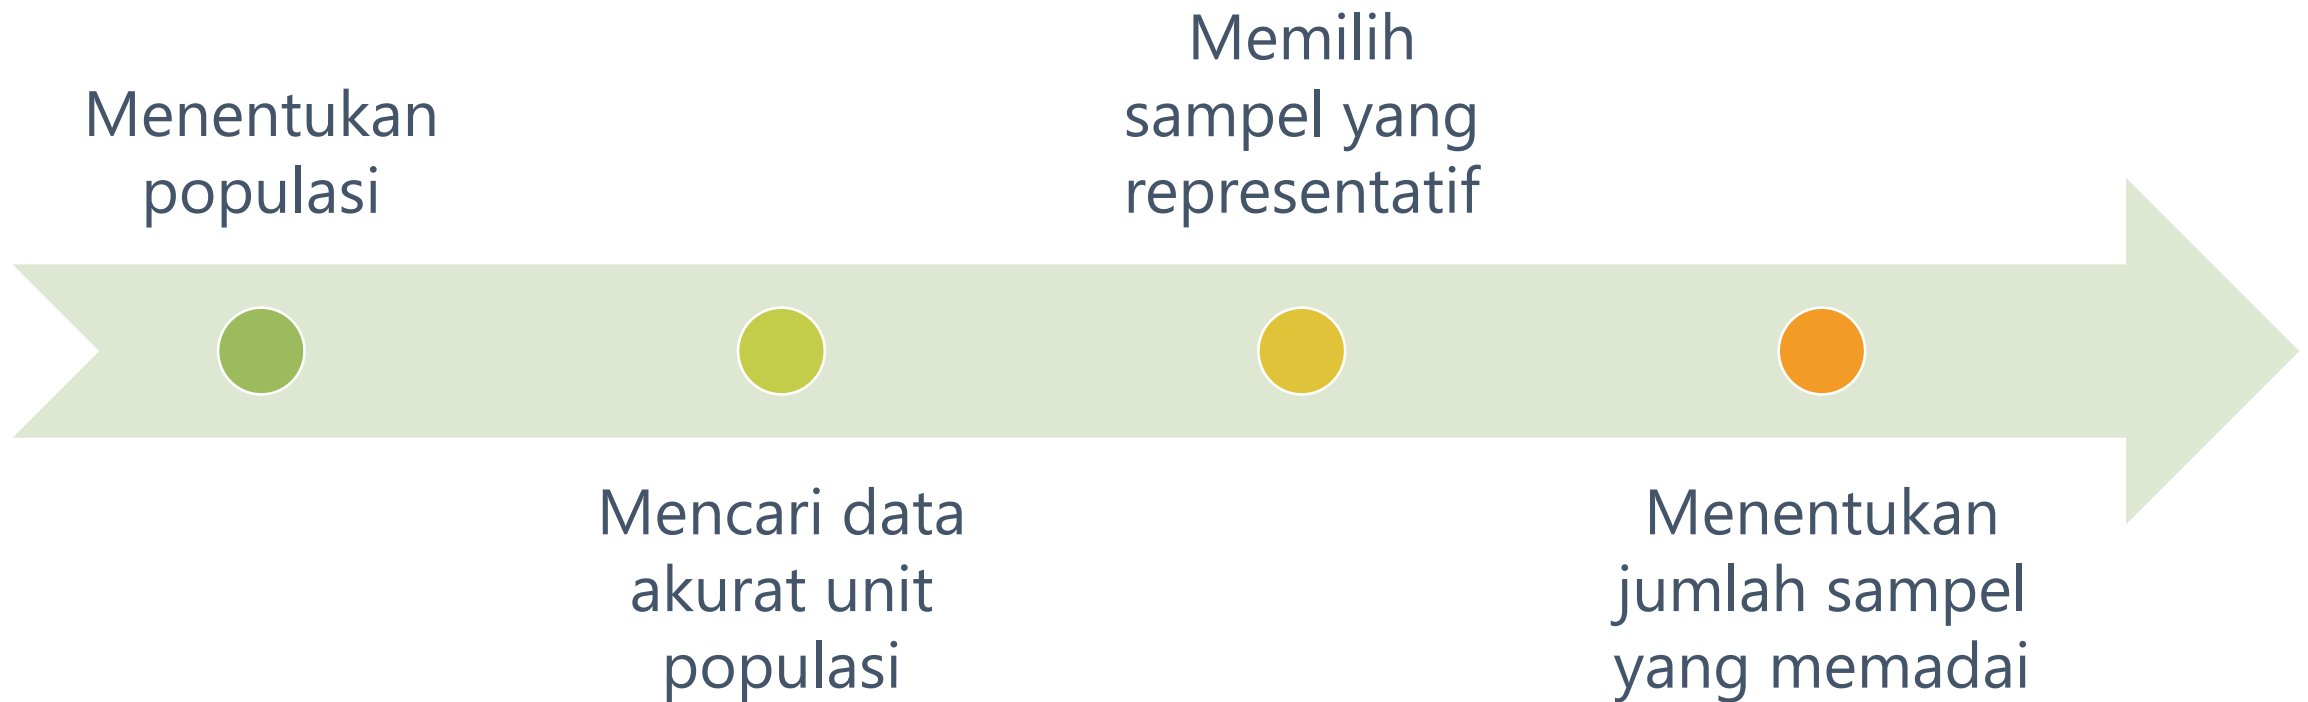 Menentukan
populasi
Mencari data
akurat unit
populasi
Memilih
sampel yang
representatif
Menentukan
jumlah sampel
yang memadai